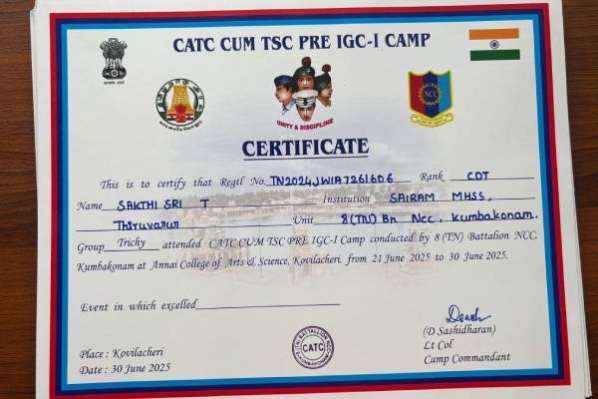 CATC CUM TSC PRE IGC-I CAMP
NCC
UNITY & DISCIPLINE
CERTIFICATE
This is to certify that Regtl No. TN2024JWIA7261606 Rank CDT
Name SAKTHI SRI T Institution SAIRAM MHSS,
Thiruvarur Unit 8(TN) Bn Ncc, Kumbakonam.
Group Trichy attended CATC CUM TSC PRE IGC-I Camp conducted by 8 (TN) Battalion NCC,
Kumbakonam at Annai College of Arts & Science, Kovilacheri. from 21 June 2025 to 30 June 2025.
Event in which excelled
(D Sashidharan)
Lt Col
Camp Commandant
CATC
Place : Kovilacheri
Date : 30 June 2025